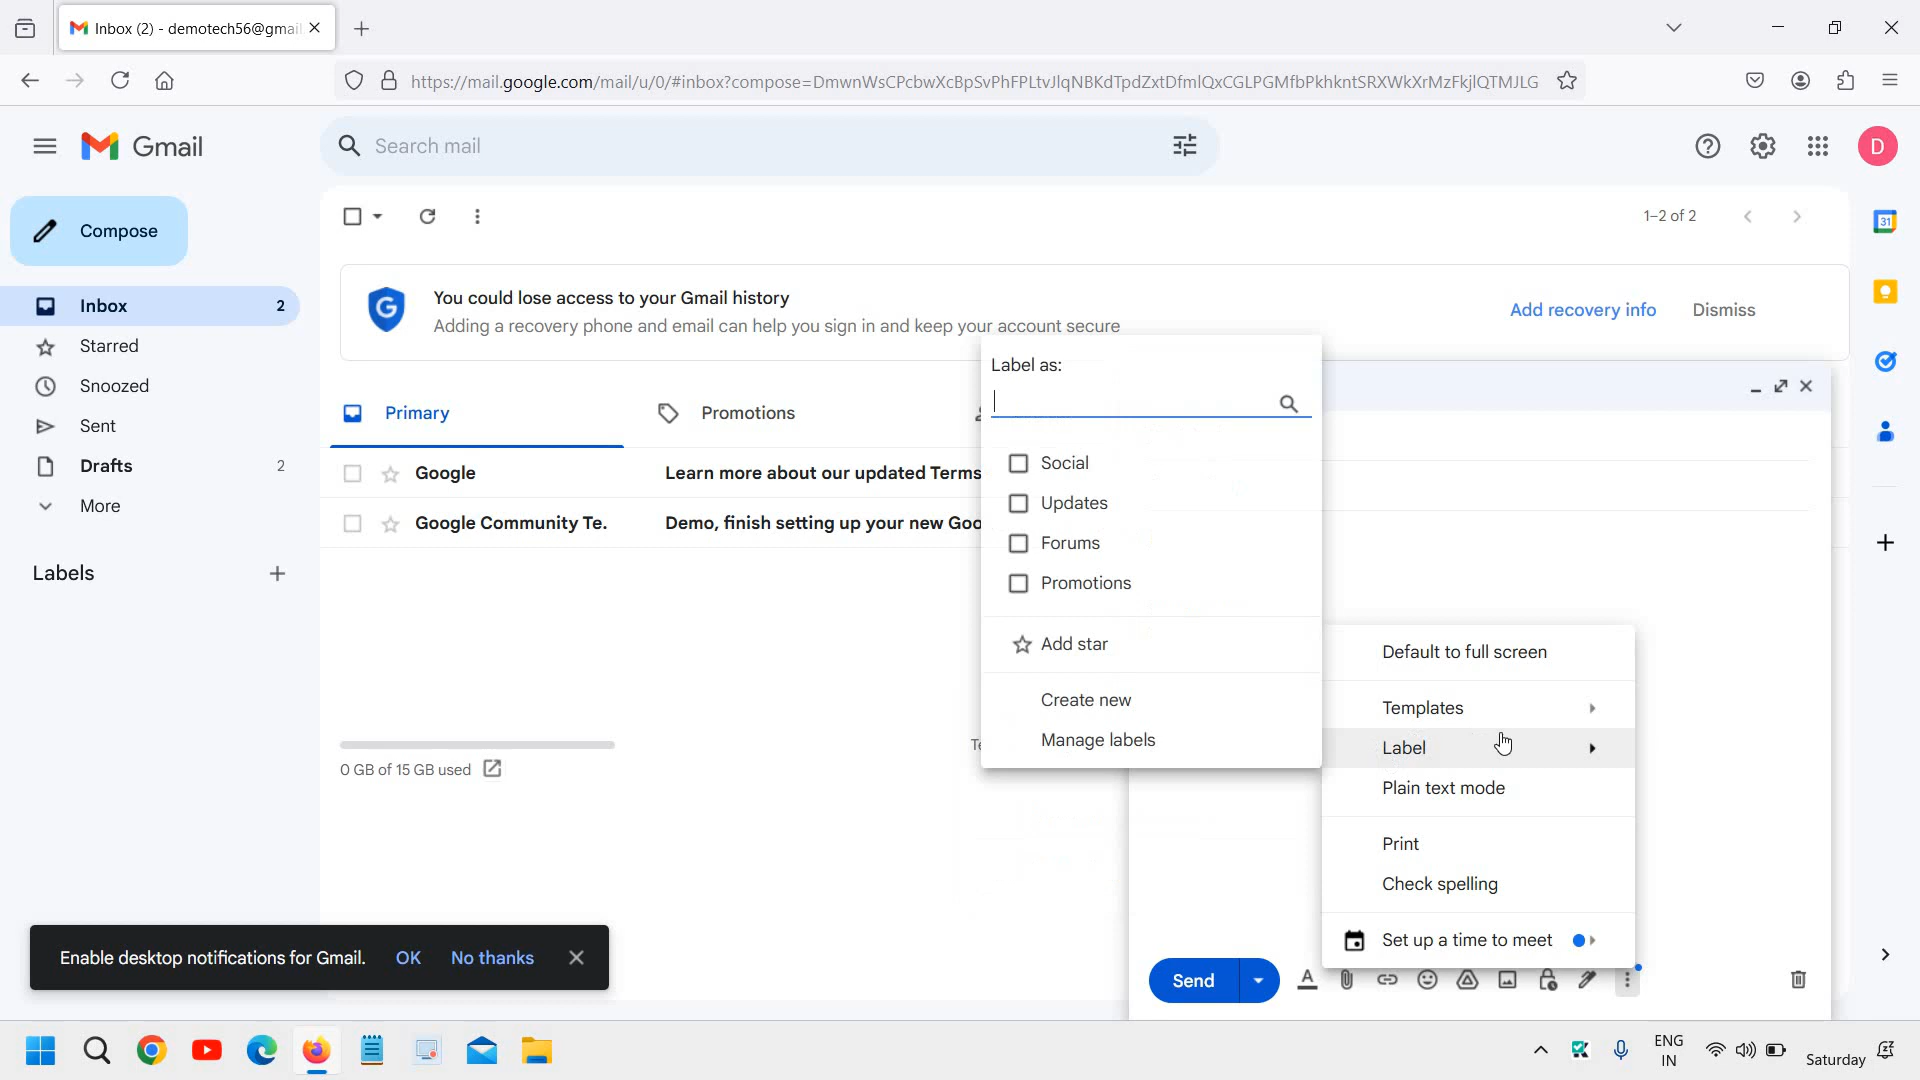 Inbox (2) - demotech56@gmail
https://mail.google.com/mail/u/0/#inbox?compose=DmwnWsCPcbwXcBpSvPhFPLtvJlqNBKdTpdZxtDfmlQxCGLPGMfbPkhkntSRXWkXrMzFkjlQTMJLG
Gmail
Search mail
D
Compose
1–2 of 2
31
Inbox 2
Starred
Snoozed
Sent
Drafts 2
More
Labels
You could lose access to your Gmail history
Adding a recovery phone and email can help you sign in and keep your account secure
Add recovery info
Dismiss
Primary
Promotions
Google Learn more about our updated Terms
Google Community Te. Demo, finish setting up your new Goo
0 GB of 15 GB used
Te
Label as:
Social
Updates
Forums
Promotions
Add star
Create new
Manage labels
Default to full screen
Templates
Label
Plain text mode
Print
Check spelling
Set up a time to meet
Send
Enable desktop notifications for Gmail. OK No thanks
ENG
IN
Saturday